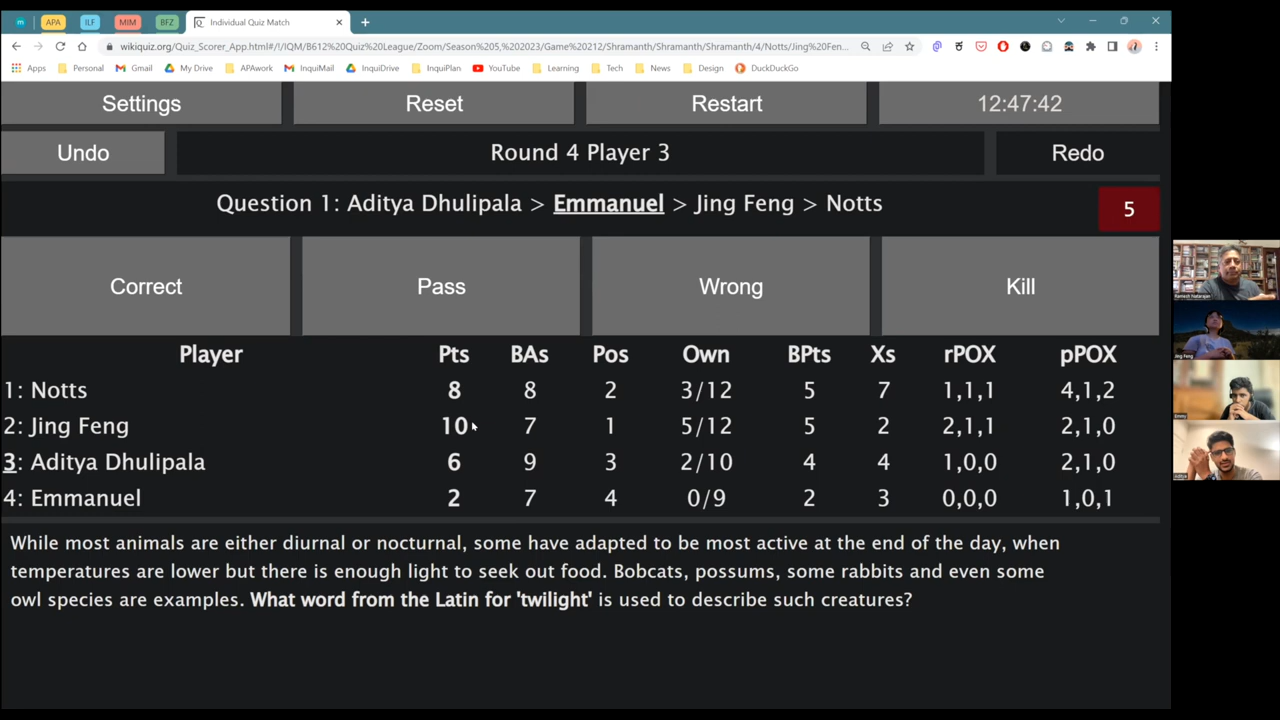 APA
ILF
MIM
BFZ
Individual Quiz Match
wikiquiz.org/Quiz_Scorer_App.html#/!/IQM/B612%20Quiz%20League/Zoom/Season%205,%202023/Game%20212/Shramanth/Shramanth/Shramanth/4/Notts/Jing%20Fen...
Apps Personal Gmail My Drive APAwork InquiMail InquiDrive InquiPlan YouTube Learning Tech News Design DuckDuckGo
Settings Reset Restart 12:47:42
Undo Round 4 Player 3 Redo
Question 1: Aditya Dhulipala > Emmanuel > Jing Feng > Notts 5
Correct Pass Wrong Kill
Player Pts BAs Pos Own BPts Xs rPOX pPOX
1: Notts 8 8 2 3/12 5 7 1,1,1 4,1,2
2: Jing Feng 10 7 1 5/12 5 2 2,1,1 2,1,0
3: Aditya Dhulipala 6 9 3 2/10 4 4 1,0,0 2,1,0
4: Emmanuel 2 7 4 0/9 2 3 0,0,0 1,0,1
While most animals are either diurnal or nocturnal, some have adapted to be most active at the end of the day, when
temperatures are lower but there is enough light to seek out food. Bobcats, possums, some rabbits and even some
owl species are examples. What word from the Latin for 'twilight' is used to describe such creatures?
Ramesh Natarajan
Jing Feng
Aditya